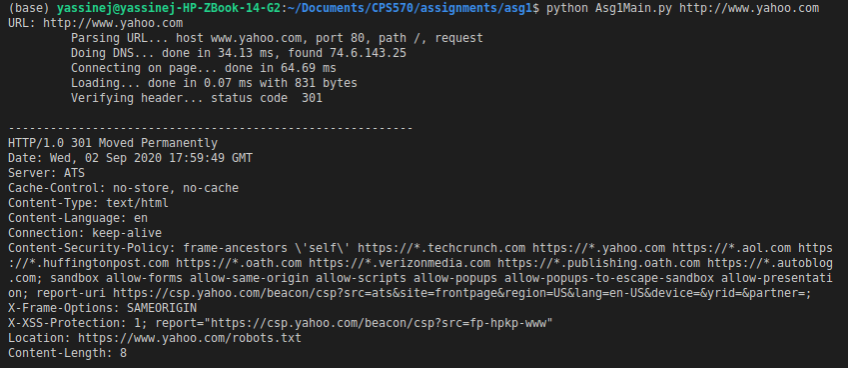 (base) yassinej@yassinej-HP-ZBook-14-G2:~/Documents/CPS570/assignments/asg1$ python Asg1Main.py http://www.yahoo.com
URL: http://www.yahoo.com
Parsing URL... host www.yahoo.com, port 80, path /, request
Doing DNS... done in 34.13 ms, found 74.6.143.25
Connecting on page... done in 64.69 ms
Loading... done in 0.07 ms with 831 bytes
Verifying header... status code  301
----------------------------------------------------------
HTTP/1.0 301 Moved Permanently
Date: Wed, 02 Sep 2020 17:59:49 GMT
Server: ATS
Cache-Control: no-store, no-cache
Content-Type: text/html
Content-Language: en
Connection: keep-alive
Content-Security-Policy: frame-ancestors \'self\' https://*.techcrunch.com https://*.yahoo.com https://*.aol.com https
://*.huffingtonpost.com https://*.oath.com https://*.verizonmedia.com https://*.publishing.oath.com https://*.autoblog
.com; sandbox allow-forms allow-same-origin allow-scripts allow-popups allow-popups-to-escape-sandbox allow-presentati
on; report-uri https://csp.yahoo.com/beacon/csp?src=ats&site=frontpage&region=US&lang=en-US&device=&yrid=&partner=;
X-Frame-Options: SAMEORIGIN
X-XSS-Protection: 1; report="https://csp.yahoo.com/beacon/csp?src=fp-hpkp-www"
Location: https://www.yahoo.com/robots.txt
Content-Length: 8